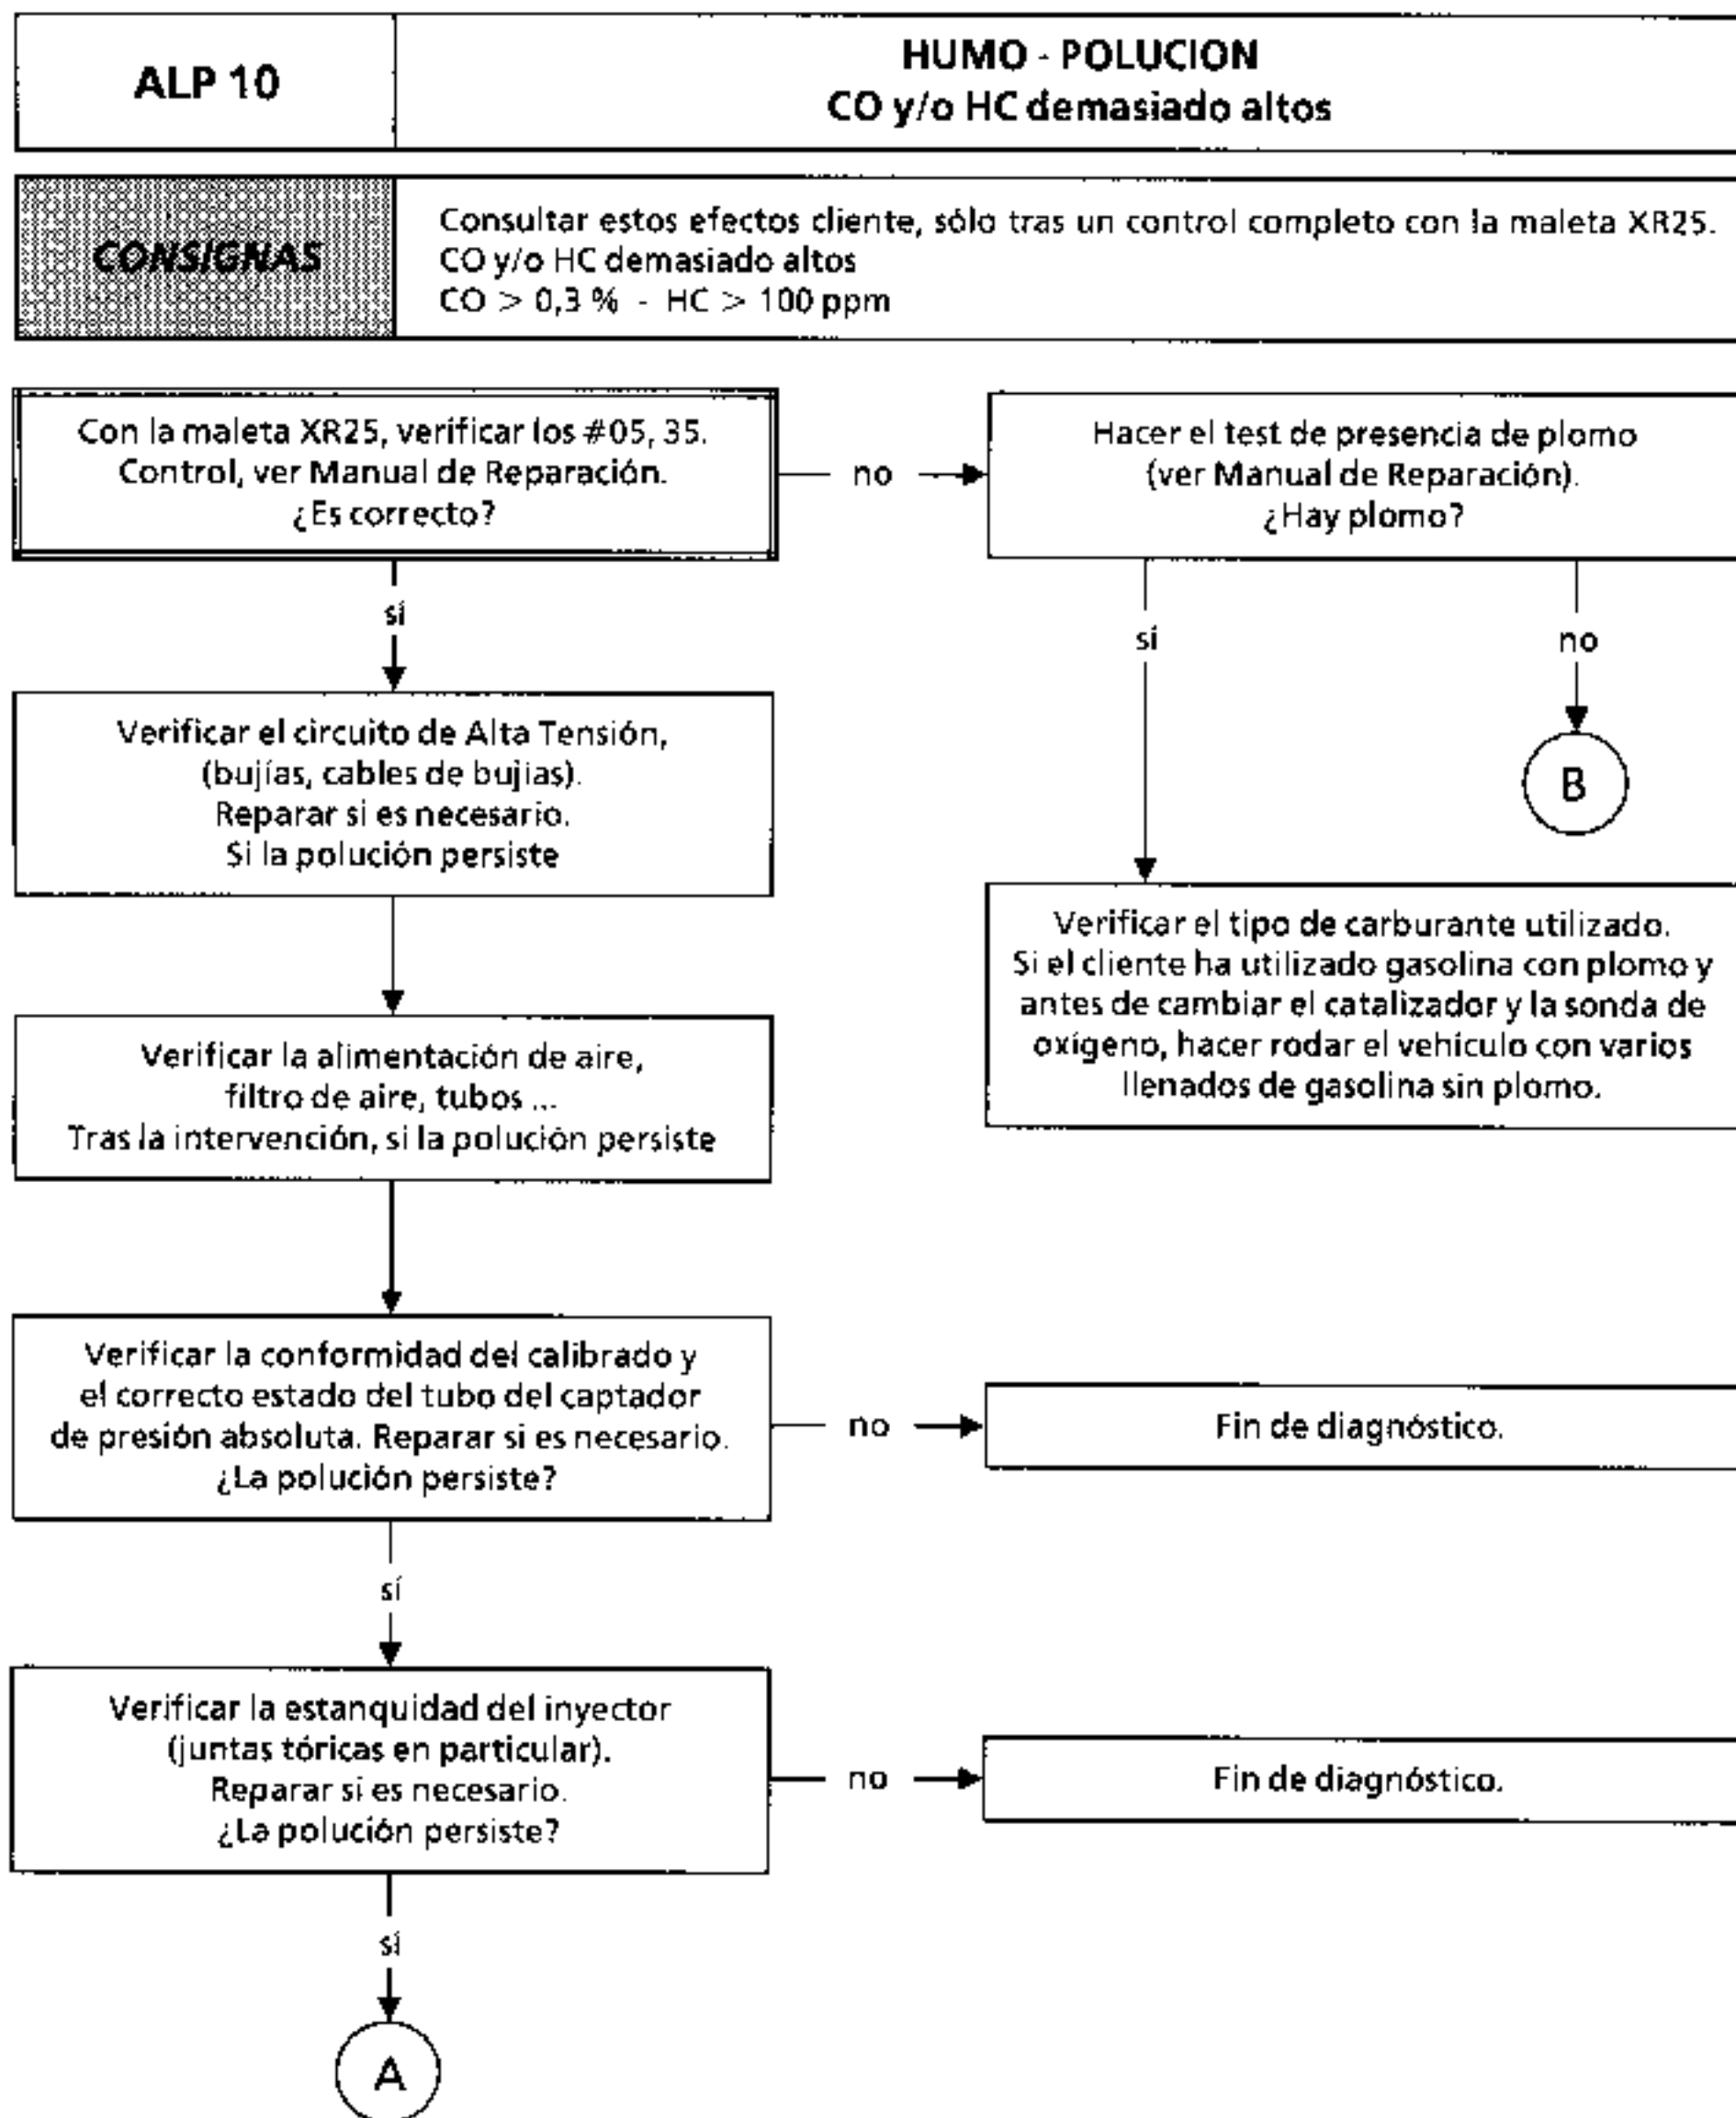 ALP 10
HUMO - POLUCION
CO y/o HC demasiado altos
CONSIGNAS
Consultar estos efectos cliente, sólo tras un control completo con la maleta XR25.
CO y/o HC demasiado altos
CO > 0,3 % - HC > 100 ppm
Con la maleta XR25, verificar los #05, 35.
Control, ver Manual de Reparación.
¿Es correcto?
no
Hacer el test de presencia de plomo
(ver Manual de Reparación).
¿Hay plomo?
sí
sí
no
Verificar el circuito de Alta Tensión,
(bujías, cables de bujias).
Reparar si es necesario.
Si la polución persiste
B
Verificar el tipo de carburante utilizado.
Si el cliente ha utilizado gasolina con plomo y
antes de cambiar el catalizador y la sonda de
oxígeno, hacer rodar el vehículo con varios
llenados de gasolina sin plomo.
Verificar la alimentación de aire,
filtro de aire, tubos ...
Tras la intervención, si la polución persiste
Verificar la conformidad del calibrado y
el correcto estado del tubo del captador
de presión absoluta. Reparar si es necesario.
¿La polución persiste?
no
Fin de diagnóstico.
sí
Verificar la estanquidad del inyector
(juntas tóricas en particular).
Reparar si es necesario.
¿La polución persiste?
no
Fin de diagnóstico.
sí
A